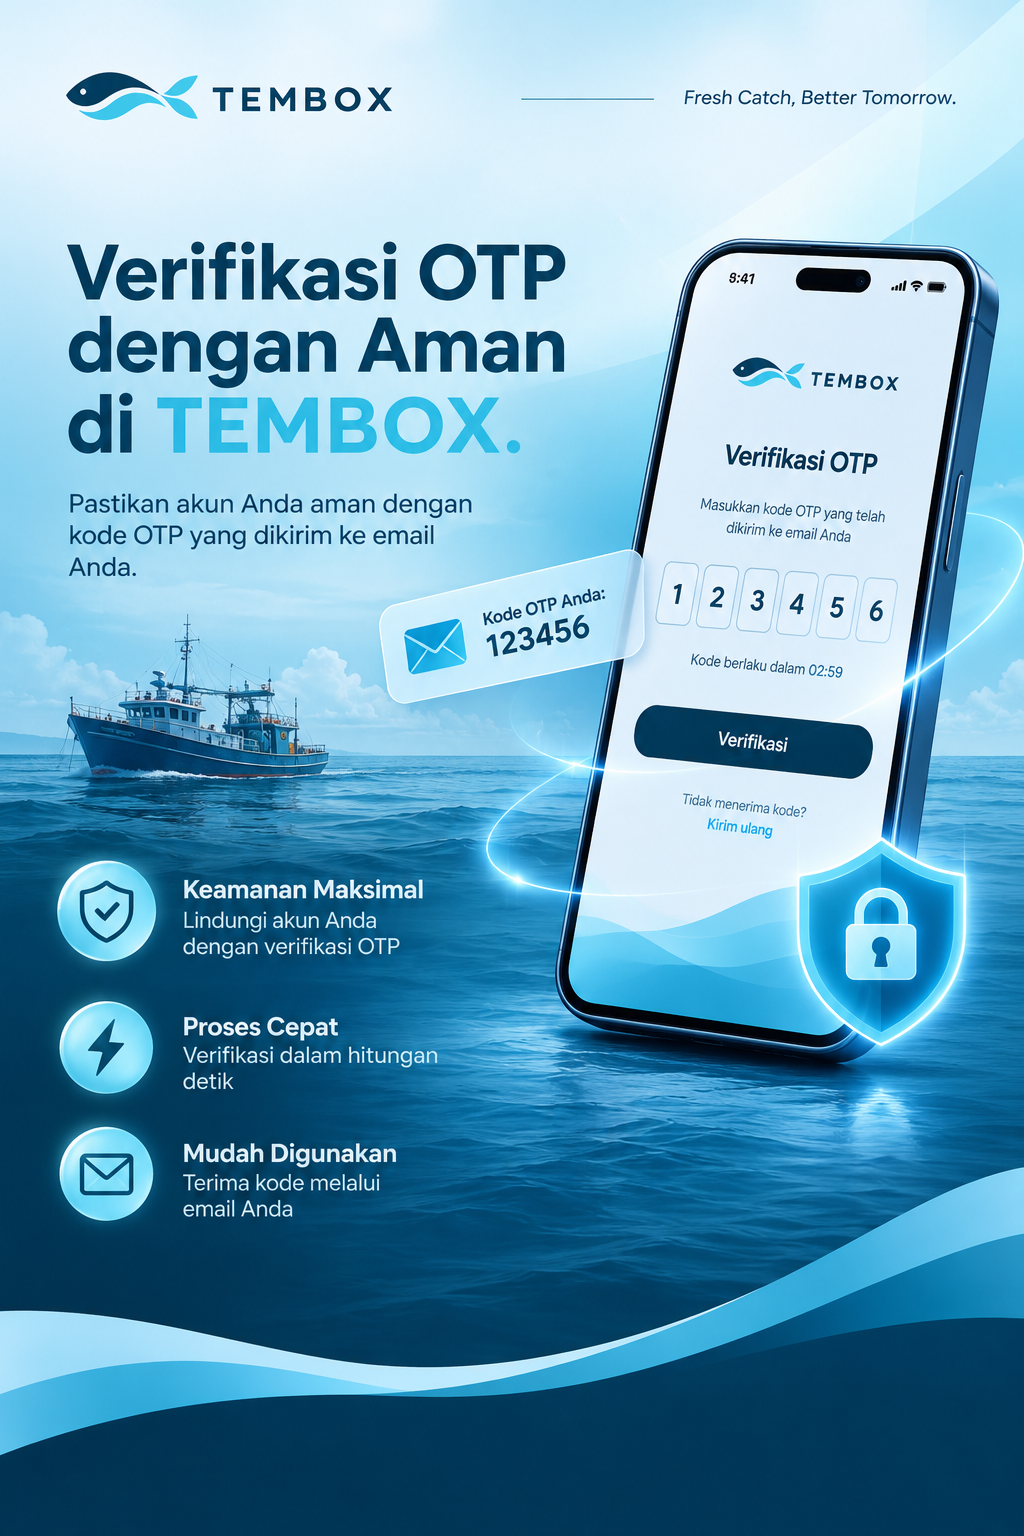 TEMBOX
Fresh Catch, Better Tomorrow.
Verifikasi OTP
dengan Aman
di TEMBOX.
Pastikan akun Anda aman dengan
kode OTP yang dikirim ke email
Anda.
9:41
TEMBOX
Verifikasi OTP
Masukkan kode OTP yang telah
dikirim ke email Anda
1 2 3 4 5 6
Kode berlaku dalam 02:59
Verifikasi
Tidak menerima kode?
Kirim ulang
Kode OTP Anda:
123456
Keamanan Maksimal
Lindungi akun Anda
dengan verifikasi OTP
Proses Cepat
Verifikasi dalam hitungan
detik
Mudah Digunakan
Terima kode melalui
email Anda